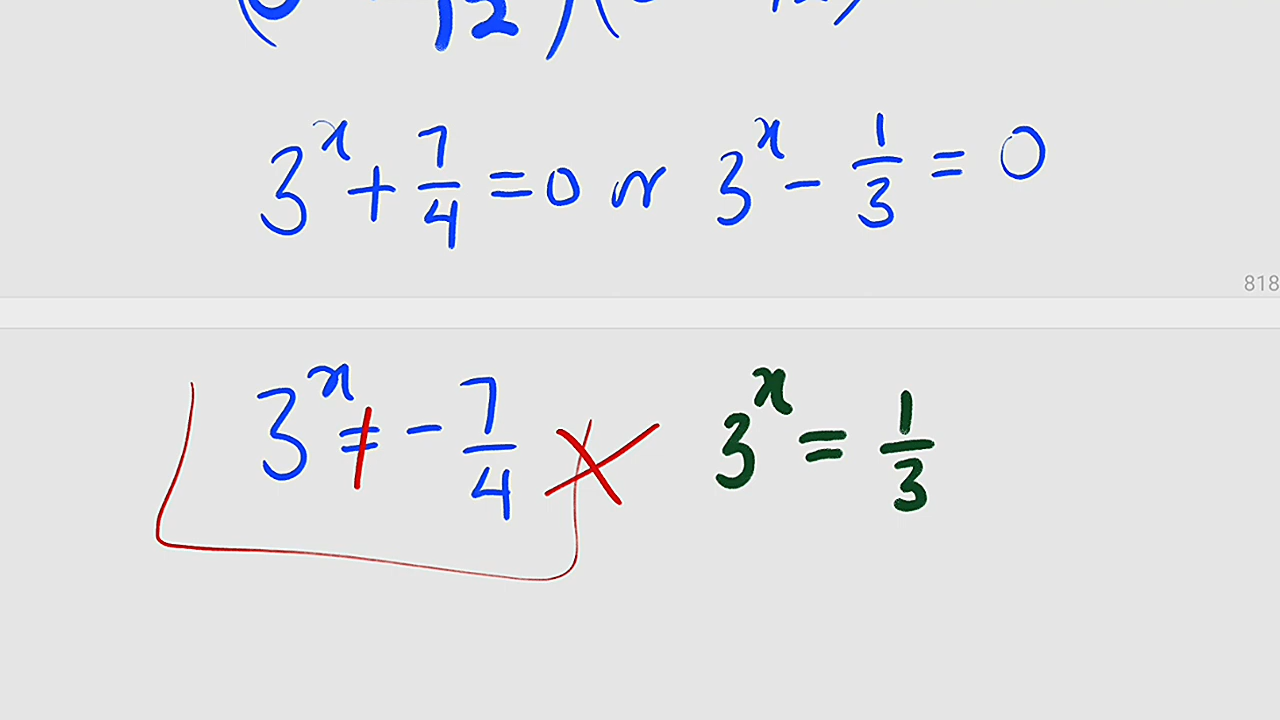 3^x + 7/4 = 0 or 3^x - 1/3 = 0
818
3^x ≠ - 7/4 X 3^x = 1/3